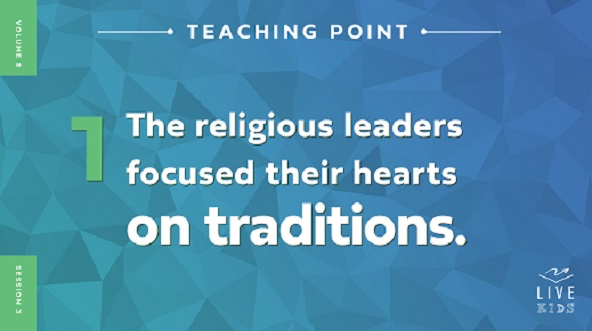 VOLUME 8
TEACHING POINT
1
The religious leaders
focused their hearts
on traditions.
SESSION 3
LIVE
KIDS